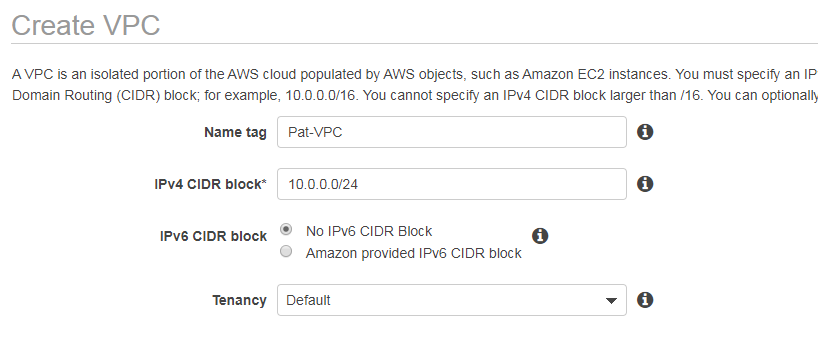 Create VPC
A VPC is an isolated portion of the AWS cloud populated by AWS objects, such as Amazon EC2 instances. You must specify an IP
Domain Routing (CIDR) block; for example, 10.0.0.0/16. You cannot specify an IPv4 CIDR block larger than /16. You can optionally
Name tag Pat-VPC
IPv4 CIDR block* 10.0.0.0/24
IPv6 CIDR block No IPv6 CIDR Block
Amazon provided IPv6 CIDR block
Tenancy Default